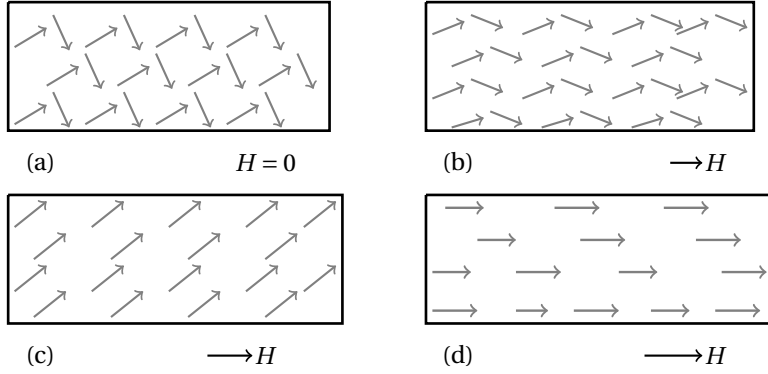 (a) H = 0
(b) → H
(c) → H
(d) → H